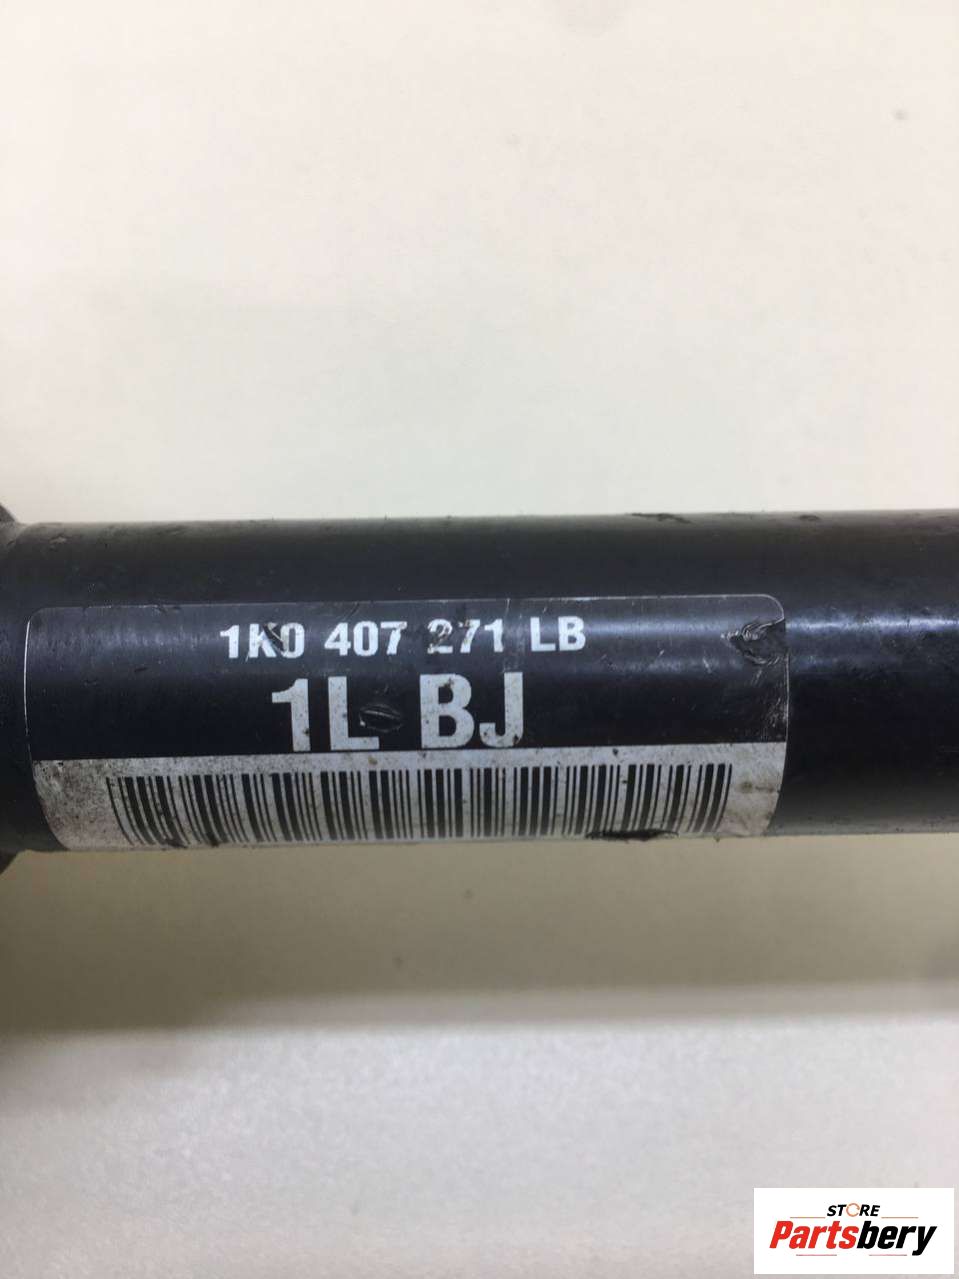 1K0 407 271 LB
1L BJ
STORE
Partsbery